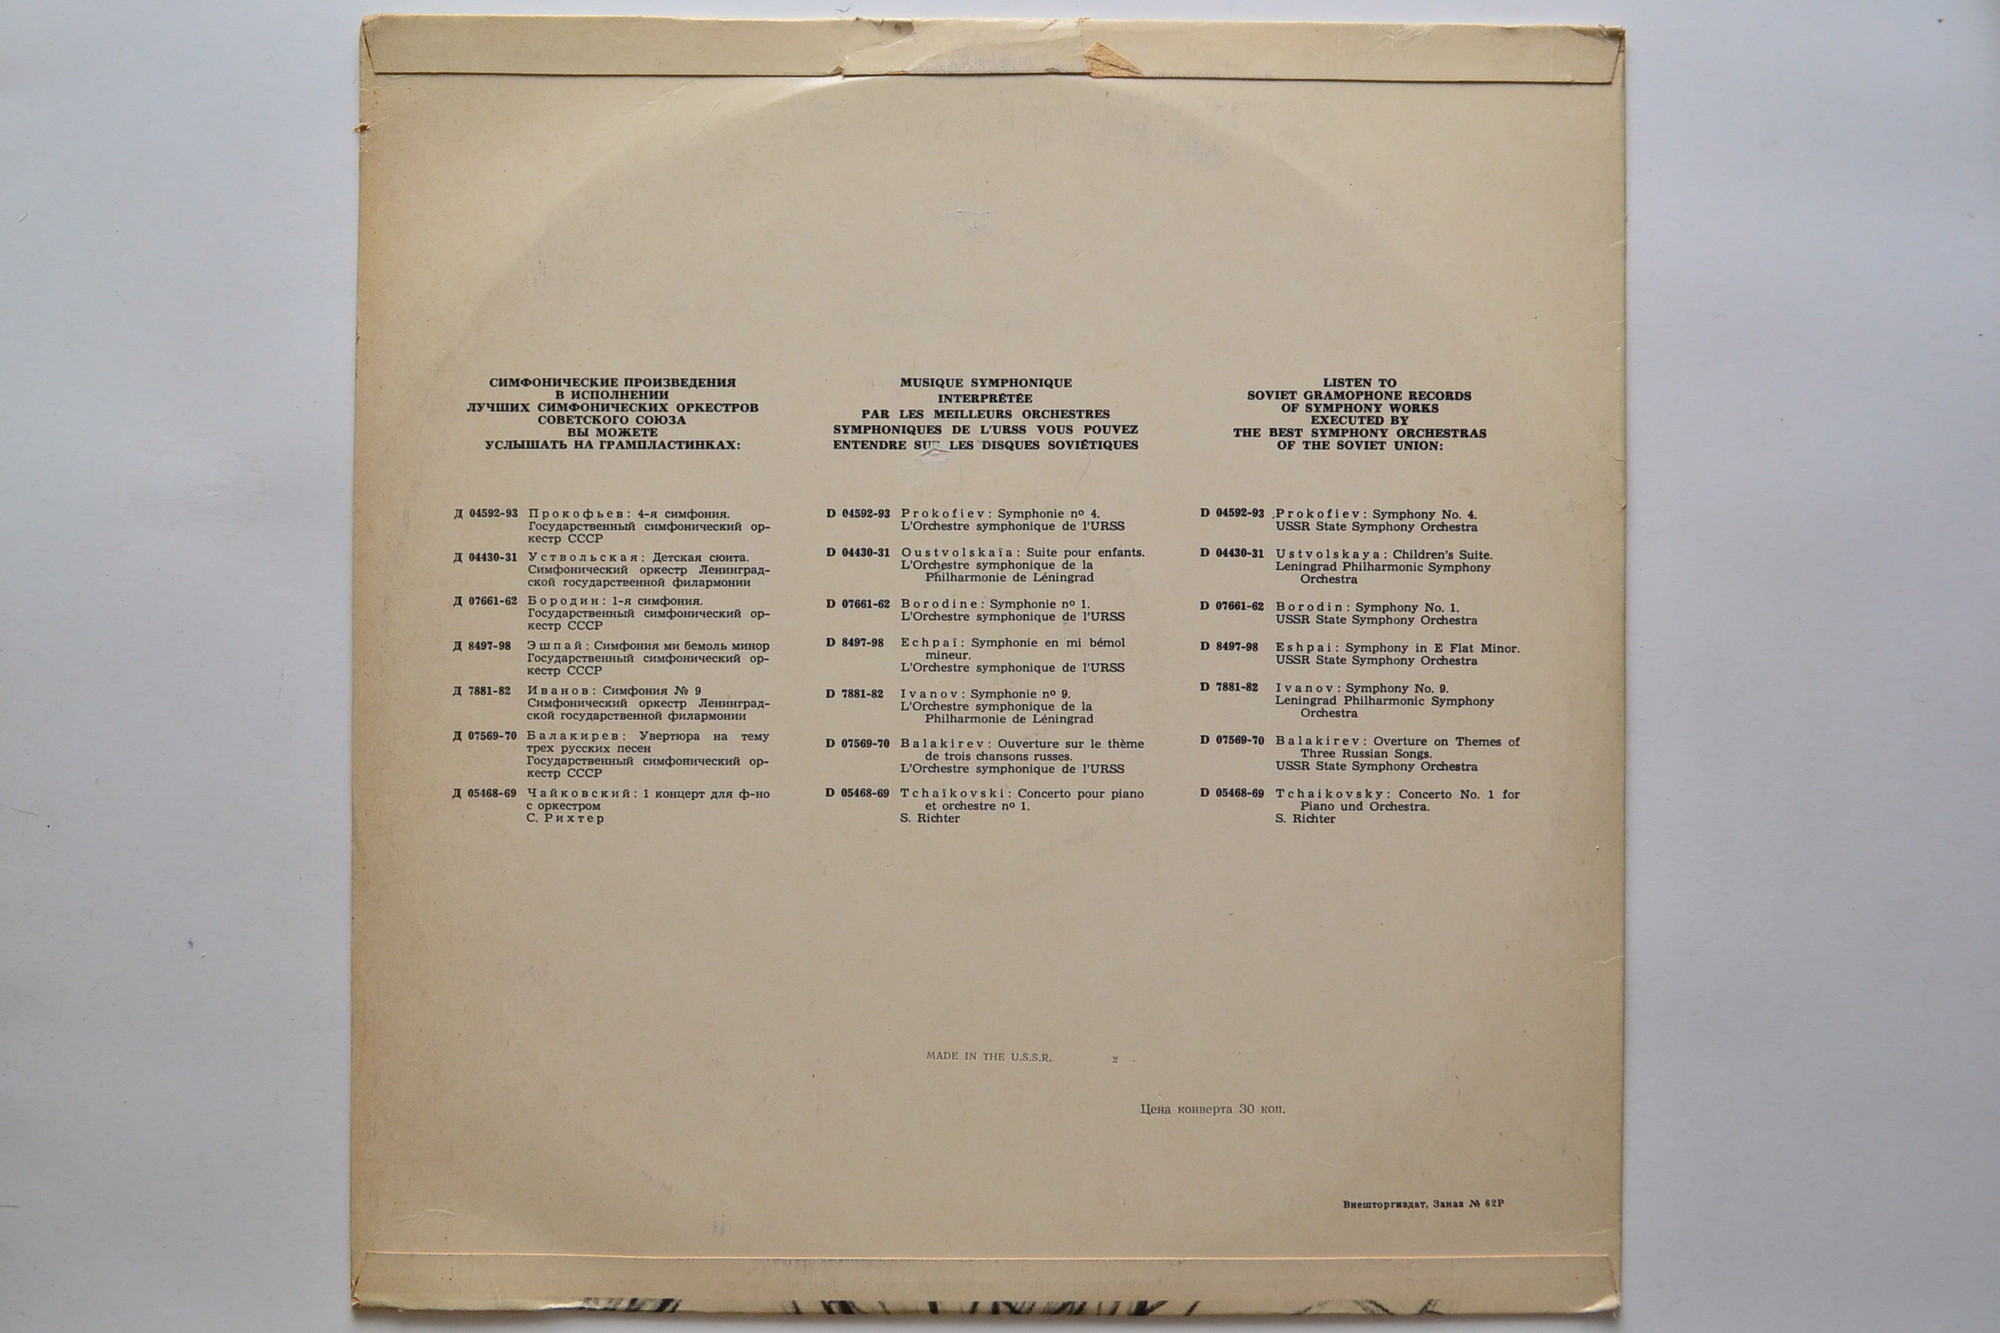 СИМФОНИЧЕСКИЕ ПРОИЗВЕДЕНИЯ
В ИСПОЛНЕНИИ
ЛУЧШИХ СИМФОНИЧЕСКИХ ОРКЕСТРОВ
СОВЕТСКОГО СОЮЗА
ВЫ МОЖЕТЕ
УСЛЫШАТЬ НА ГРАМПЛАСТИНКАХ:
Д 04592-93 Прокофьев: 4-я симфония.
Государственный симфонический ор-
кестр СССР
Д 04430-31 Уствольская: Детская сюита.
Симфонический оркестр Ленинград-
ской государственной филармонии
Д 07661-62 Бородин: 1-я симфония.
Государственный симфонический ор-
кестр СССР
Д 8497-98 Эшпай: Симфония ми бемоль минор
Государственный симфонический ор-
кестр СССР
Д 7881-82 Иванов: Симфония № 9
Симфонический оркестр Ленинград-
ской государственной филармонии
Д 07569-70 Балакирев: Увертюра на тему
трех русских песен
Государственный симфонический ор-
кестр СССР
Д 05468-69 Чайковский: 1 концерт для ф-но
с оркестром
С. Рихтер
MUSIQUE SYMPHONIQUE
INTERPRÉTÉE
PAR LES MEILLEURS ORCHESTRES
SYMPHONIQUES DE L'URSS VOUS POUVEZ
ENTENDRE SUR LES DISQUES SOVIÉTIQUES
D 04592-93 Prokofiev: Symphonie nº 4.
L'Orchestre symphonique de l'URSS
D 04430-31 Oustvolskaïa: Suite pour enfants.
L'Orchestre symphonique de la
Philharmonie de Léningrad
D 07661-62 Borodine: Symphonie nº 1.
L'Orchestre symphonique de l'URSS
D 8497-98 Echpaï: Symphonie en mi bémol
mineur.
L'Orchestre symphonique de l'URSS
D 7881-82 Ivanov: Symphonie nº 9.
L'Orchestre symphonique de la
Philharmonie de Léningrad
D 07569-70 Balakirev: Ouverture sur le thème
de trois chansons russes.
L'Orchestre symphonique de l'URSS
D 05468-69 Tchaïkovski: Concerto pour piano
et orchestre nº 1.
S. Richter
LISTEN TO
SOVIET GRAMOPHONE RECORDS
OF SYMPHONY WORKS
EXECUTED BY
THE BEST SYMPHONY ORCHESTRAS
OF THE SOVIET UNION:
D 04592-93 Prokofiev: Symphony No. 4.
USSR State Symphony Orchestra
D 04430-31 Ustvolskaya: Children's Suite.
Leningrad Philharmonic Symphony
Orchestra
D 07661-62 Borodin: Symphony No. 1.
USSR State Symphony Orchestra
D 8497-98 Eshpai: Symphony in E Flat Minor.
USSR State Symphony Orchestra
D 7881-82 Ivanov: Symphony No. 9.
Leningrad Philharmonic Symphony
Orchestra
D 07569-70 Balakirev: Overture on Themes of
Three Russian Songs.
USSR State Symphony Orchestra
D 05468-69 Tchaikovsky: Concerto No. 1 for
Piano und Orchestra.
S. Richter
MADE IN THE U.S.S.R. 2
Цена конверта 30 коп.
Внешторгиздат, Заказ № 62Р